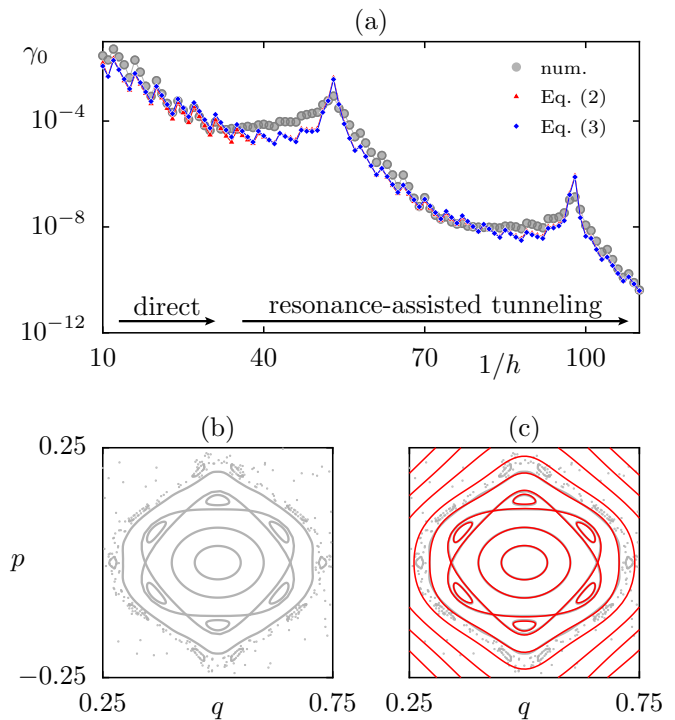 (a)
γ₀
num.
Eq. (2)
Eq. (3)
10⁻⁴
10⁻⁸
direct
resonance-assisted tunneling
10⁻¹²
10 40 70 1/h 100
(b) (c)
0.25
p
−0.25
0.25 q 0.75 0.25 q 0.75